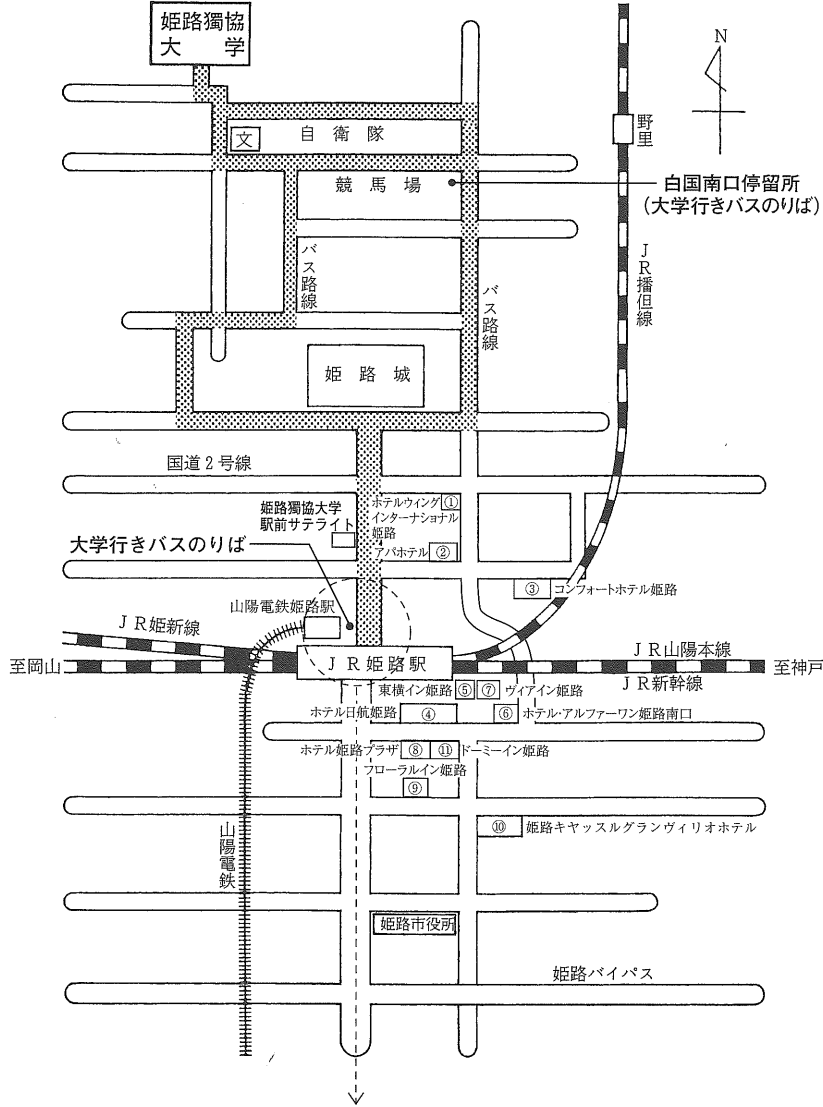 姫路獨協
大学
N
文
自衛隊
野里
競馬場
白国南口停留所
(大学行きバスのりば)
バス路線
バス路線
JR播但線
姫路城
国道2号線
姫路獨協大学
駅前サテライト
ホテルウィング ①
インターナショナル
姫路
アパホテル ②
大学行きバスのりば
③ コンフォートホテル姫路
山陽電鉄姫路駅
JR姫新線
JR姫路駅
JR山陽本線
至岡山
至神戸
JR新幹線
東横イン姫路 ⑤ ⑦ ヴィアイン姫路
ホテル日航姫路 ④ ⑥ ホテル・アルファーワン姫路南口
ホテル姫路プラザ ⑧ ⑪ ドーミーイン姫路
フローラルイン姫路
⑨
⑩ 姫路キヤッスルグランヴィリオホテル
山陽電鉄
姫路市役所
姫路バイパス